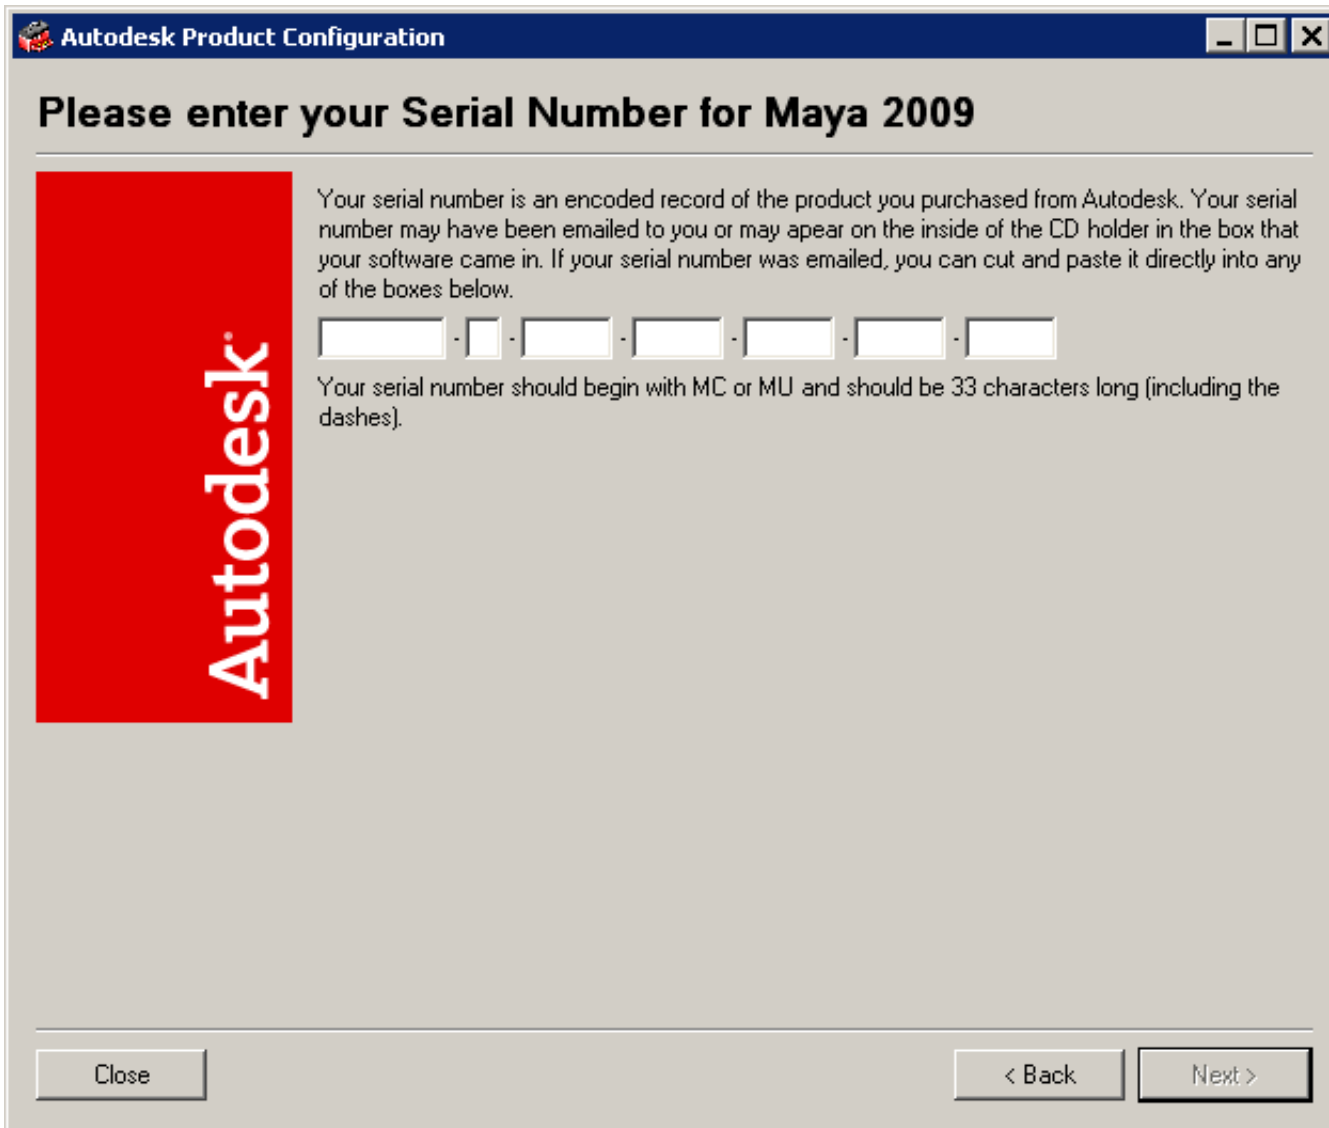 Autodesk Product Configuration
Please enter your Serial Number for Maya 2009
Your serial number is an encoded record of the product you purchased from Autodesk. Your serial
number may have been emailed to you or may apear on the inside of the CD holder in the box that
your software came in. If your serial number was emailed, you can cut and paste it directly into any
of the boxes below.
- - - - - -
Your serial number should begin with MC or MU and should be 33 characters long (including the
dashes).
Autodesk
Close
< Back
Next >